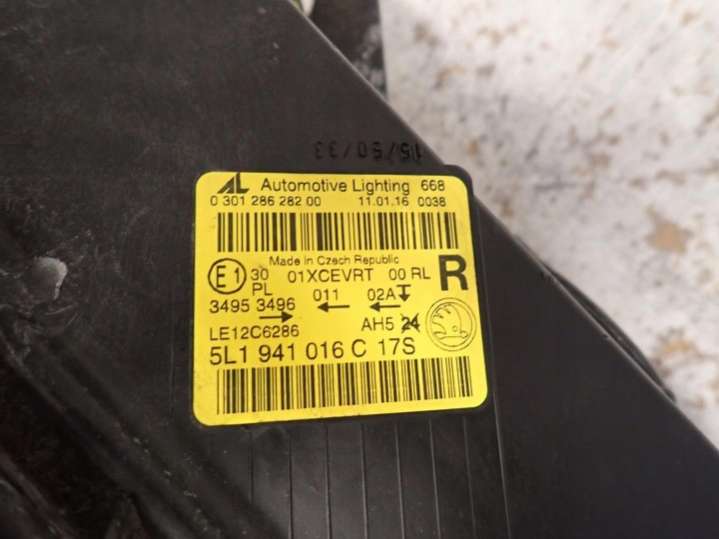 15/50/33
AL Automotive Lighting 668
0 301 286 282 00 11.01.16 0038
Made in Czech Republic
E1 30 01XCEVRT 00 RL R
PL
3495 3496 011 02A
LE12C6286 AH5 24
5L1 941 016 C 17S